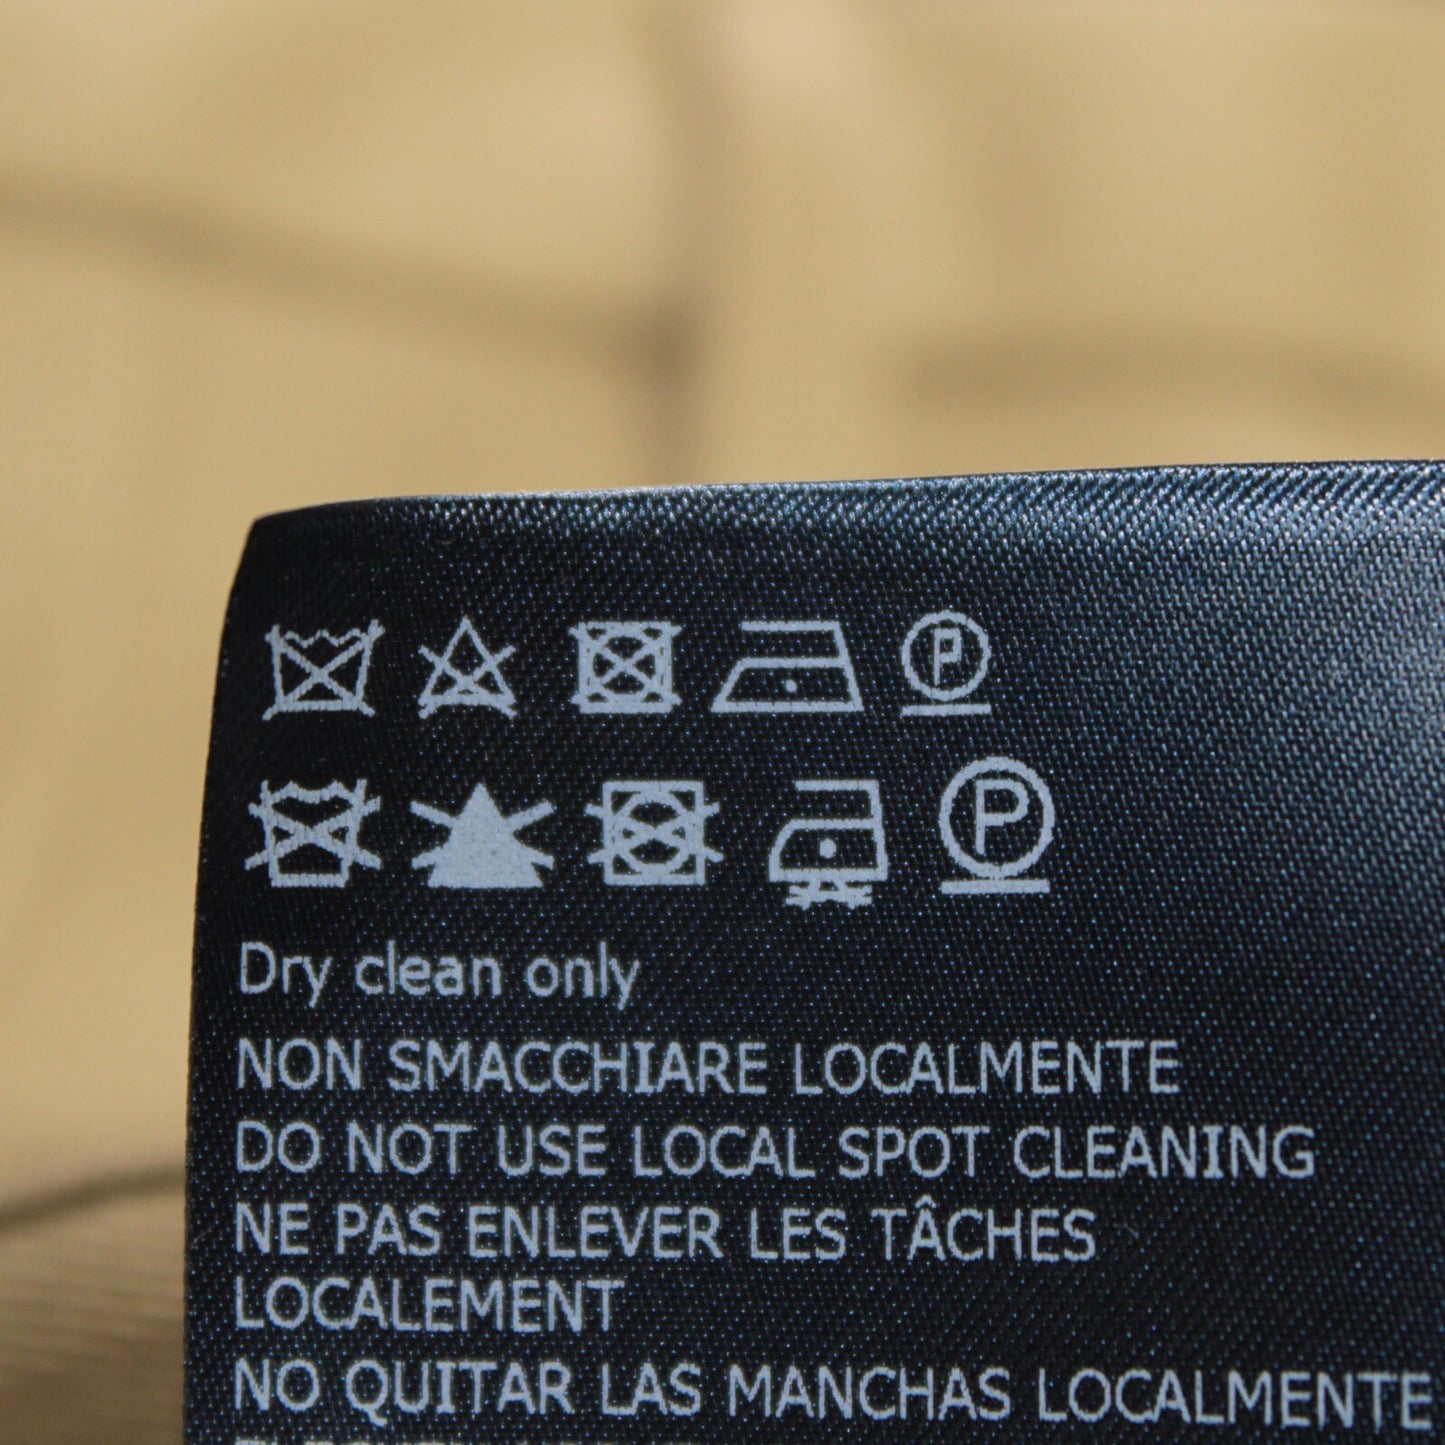 P
P
Dry clean only
NON SMACCHIARE LOCALMENTE
DO NOT USE LOCAL SPOT CLEANING
NE PAS ENLEVER LES TÂCHES
LOCALEMENT
NO QUITAR LAS MANCHAS LOCALMENTE